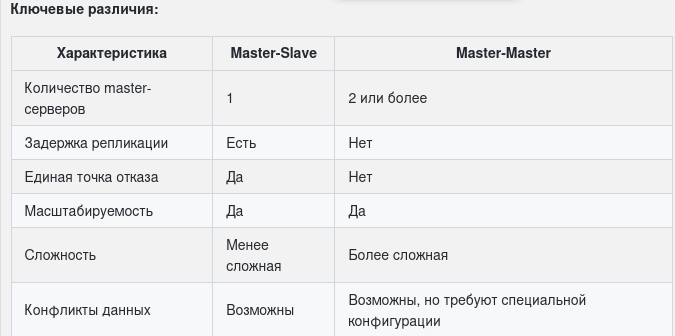 Ключевые различия:
Характеристика Master-Slave Master-Master
Количество master-
серверов 1 2 или более
Задержка репликации Есть Нет
Единая точка отказа Да Нет
Масштабируемость Да Да
Сложность Менее
сложная Более сложная
Конфликты данных Возможны Возможны, но требуют специальной
конфигурации